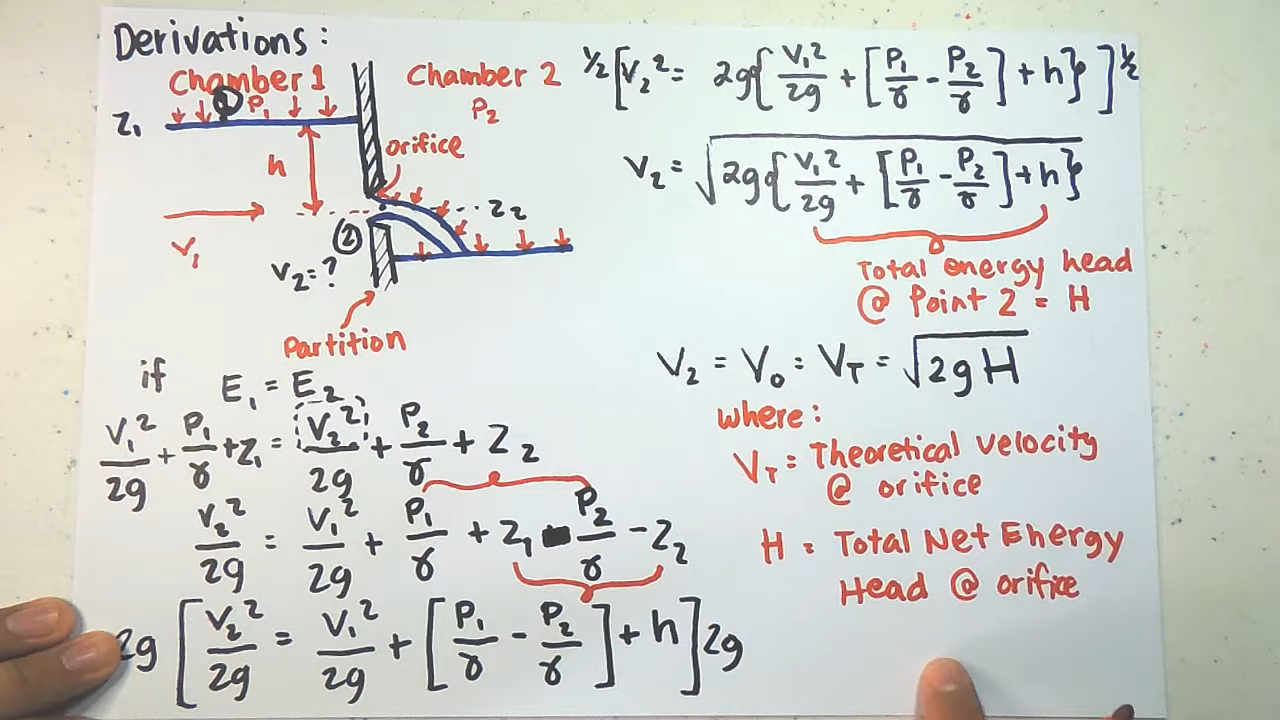 Derivations:
Chamber 1
Chamber 2
① P₁
P₂
Z₁
orifice
h
Z₂
V₁
②
V₂=?
Partition
if
E₁ = E₂
V₁²/2g + P₁/γ + Z₁ = V₂²/2g + P₂/γ + Z₂
V₂²/2g = V₁²/2g + P₁/γ + Z₁ - P₂/γ - Z₂
2g [V₂²/2g = V₁²/2g + [P₁/γ - P₂/γ] + h] 2g
1/2 [V₂² = 2g{V₁²/2g + [P₁/γ - P₂/γ] + h}]^1/2
V₂ = √2g{V₁²/2g + [P₁/γ - P₂/γ] + h}
Total energy head
@ Point 2 = H
V₂ = V₀ = V_T = √2gH
where:
V_T = Theoretical velocity
@ orifice
H = Total Net Energy
Head @ orifice